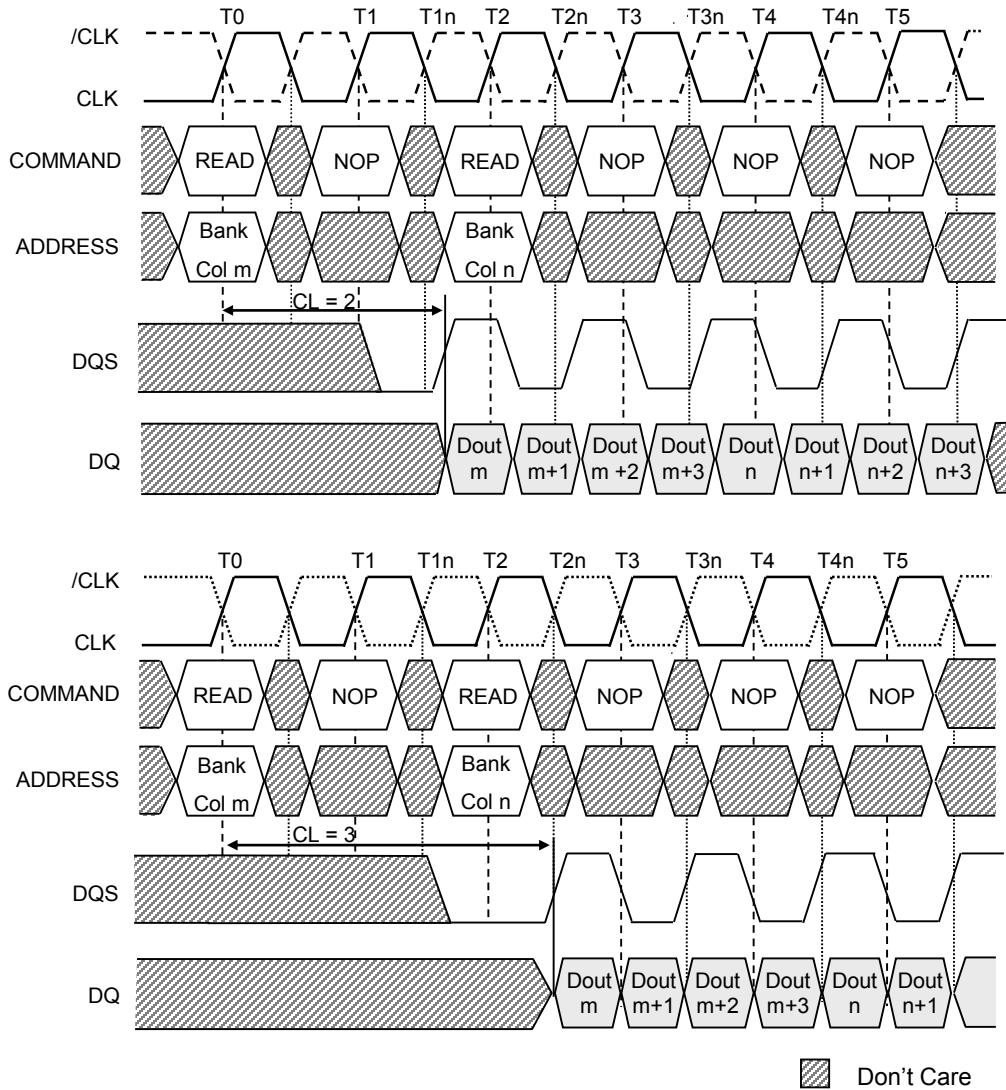 T0 T1 T1n T2 T2n T3 T3n T4 T4n T5
/CLK
CLK
COMMAND READ NOP READ NOP NOP NOP
ADDRESS
Bank
Col m
Bank
Col n
CL = 2
DQS
DQ
Dout m
Dout m+1
Dout m +2
Dout m+3
Dout n
Dout n+1
Dout n+2
Dout n+3
T0 T1 T1n T2 T2n T3 T3n T4 T4n T5
/CLK
CLK
COMMAND READ NOP READ NOP NOP NOP
ADDRESS
Bank
Col m
Bank
Col n
CL = 3
DQS
DQ
Dout m
Dout m+1
Dout m+2
Dout m+3
Dout n
Dout n+1
Don't Care